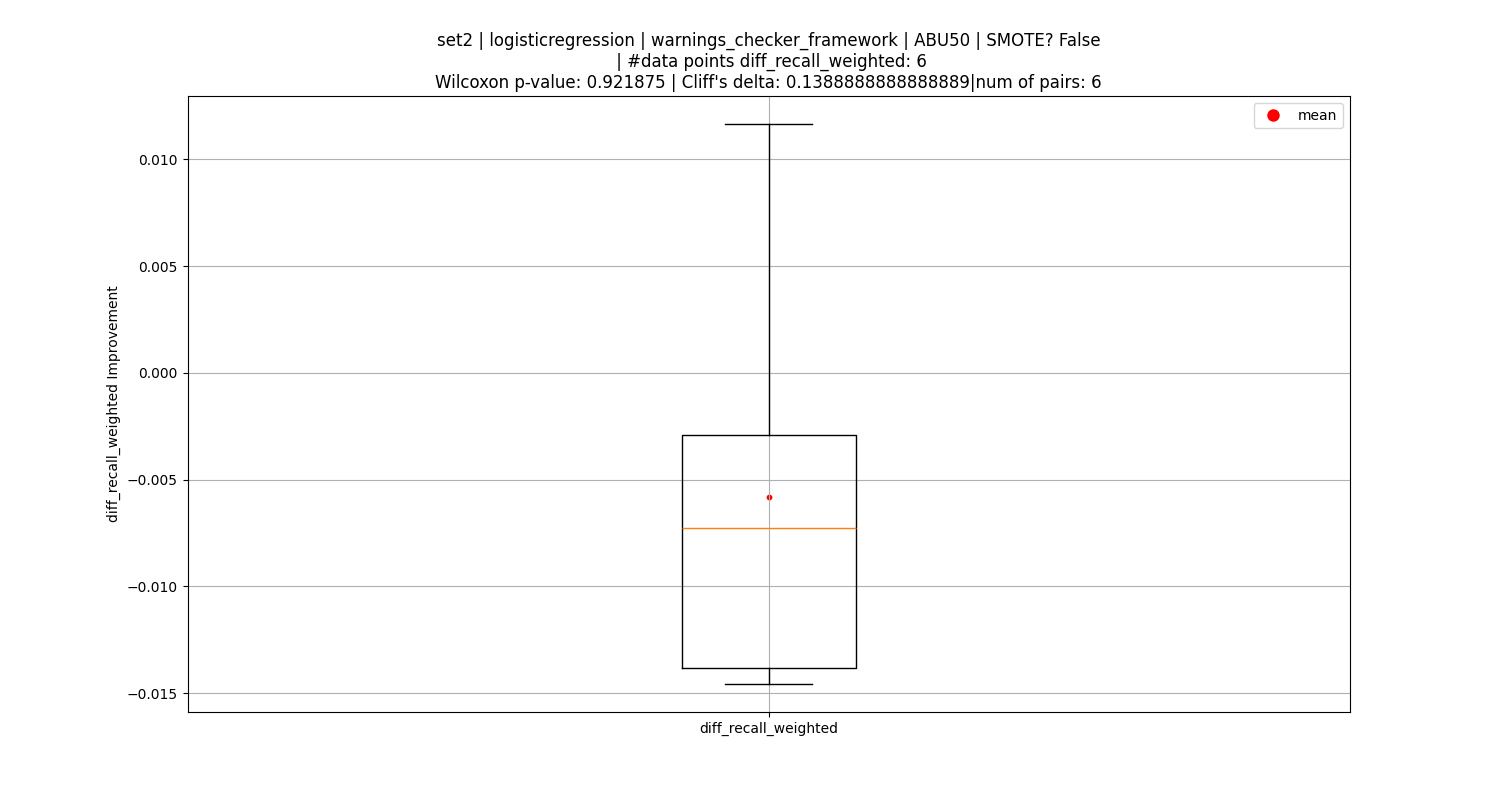 set2 | logisticregression | warnings_checker_framework | ABU50 | SMOTE? False
| #data points diff_recall_weighted: 6
Wilcoxon p-value: 0.921875 | Cliff's delta: 0.1388888888888889|num of pairs: 6
mean
0.010
0.005
0.000
−0.005
−0.010
−0.015
diff_recall_weighted Improvement
diff_recall_weighted